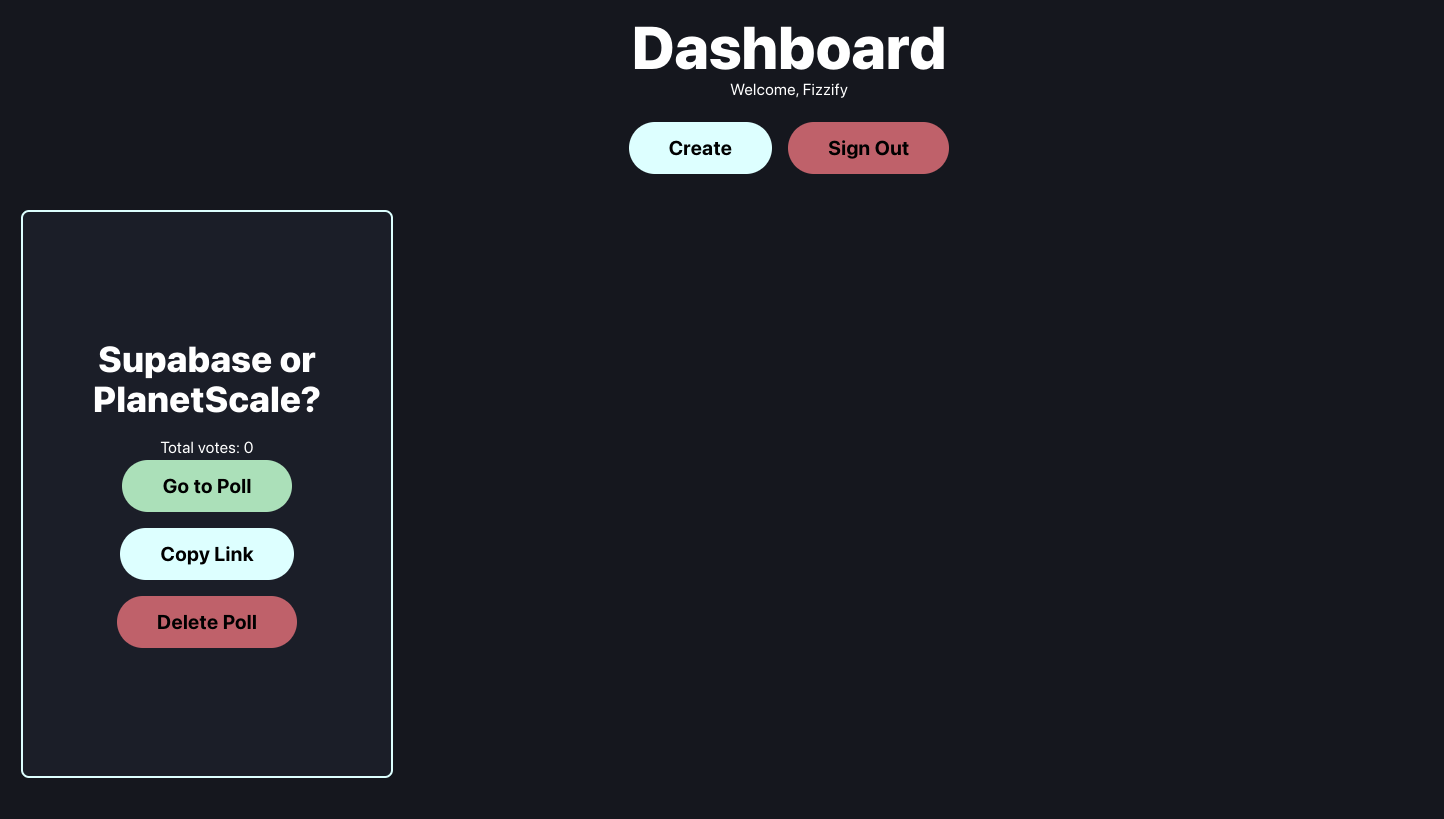 Dashboard
Welcome, Fizzify
Create
Sign Out
Supabase or
PlanetScale?
Total votes: 0
Go to Poll
Copy Link
Delete Poll